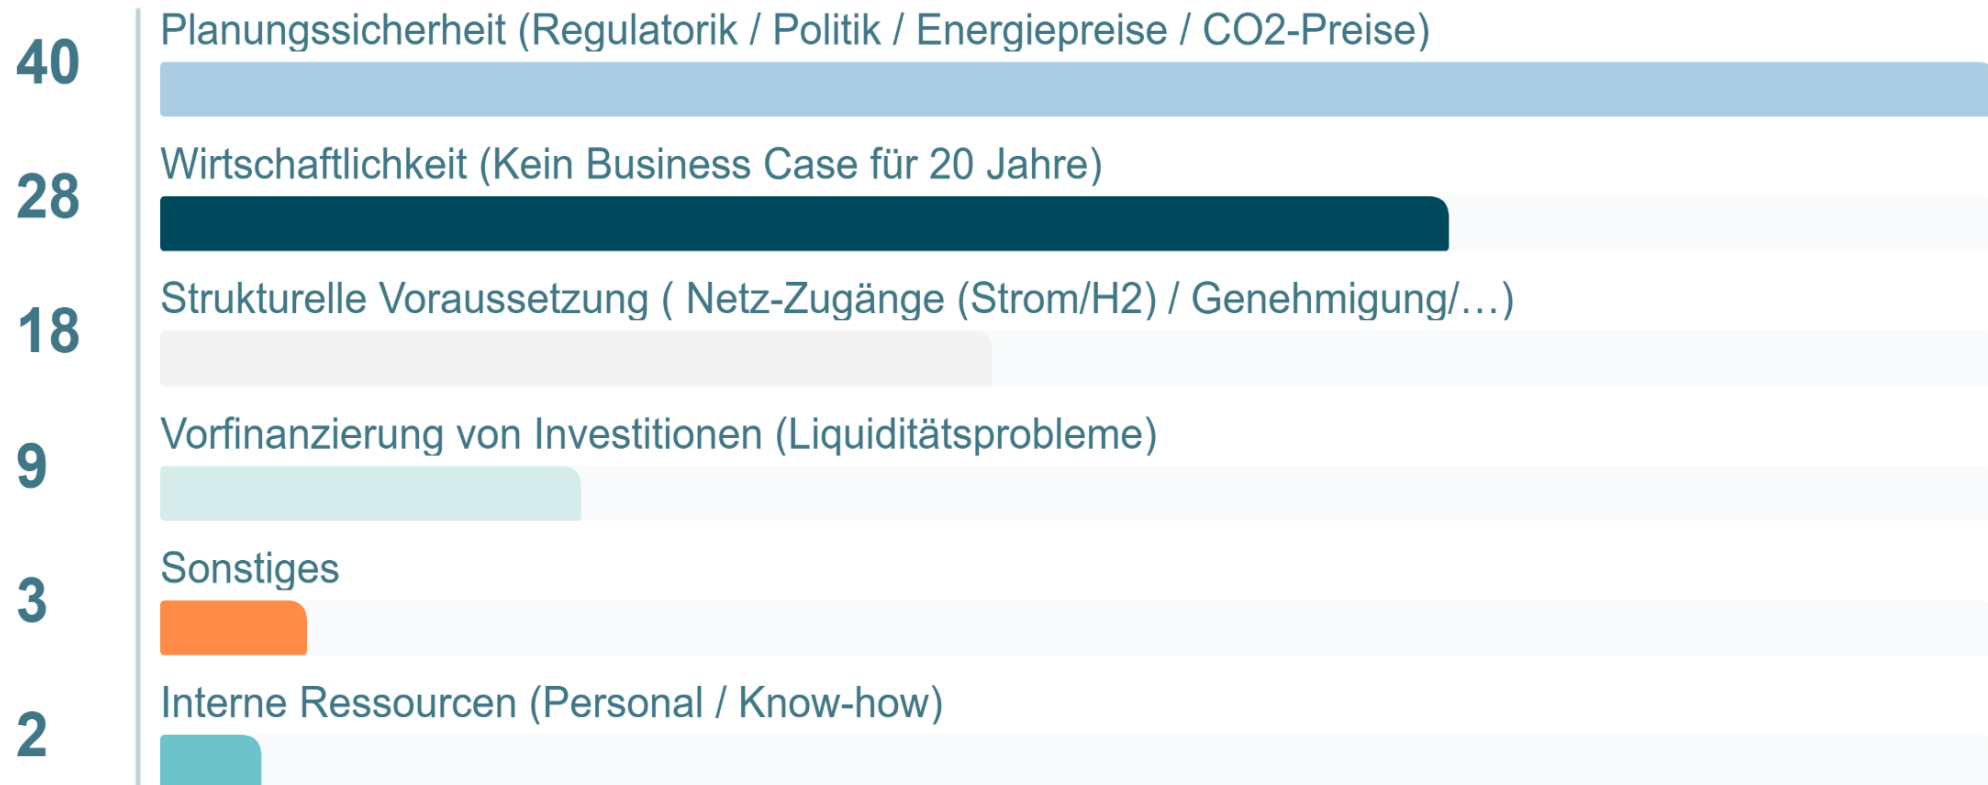 40
Planungssicherheit (Regulatorik / Politik / Energiepreise / CO2-Preise)
28
Wirtschaftlichkeit (Kein Business Case für 20 Jahre)
18
Strukturelle Voraussetzung ( Netz-Zugänge (Strom/H2) / Genehmigung/…)
9
Vorfinanzierung von Investitionen (Liquiditätsprobleme)
3
Sonstiges
2
Interne Ressourcen (Personal / Know-how)